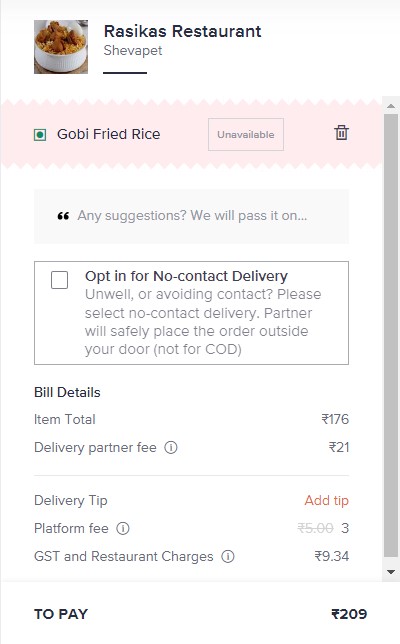 Rasikas Restaurant
Shevapet
Gobi Fried Rice Unavailable
❝ Any suggestions? We will pass it on...
Opt in for No-contact Delivery
Unwell, or avoiding contact? Please
select no-contact delivery. Partner
will safely place the order outside
your door (not for COD)
Bill Details
Item Total ₹176
Delivery partner fee ₹21
Delivery Tip Add tip
Platform fee ₹5.00 3
GST and Restaurant Charges ₹9.34
TO PAY ₹209